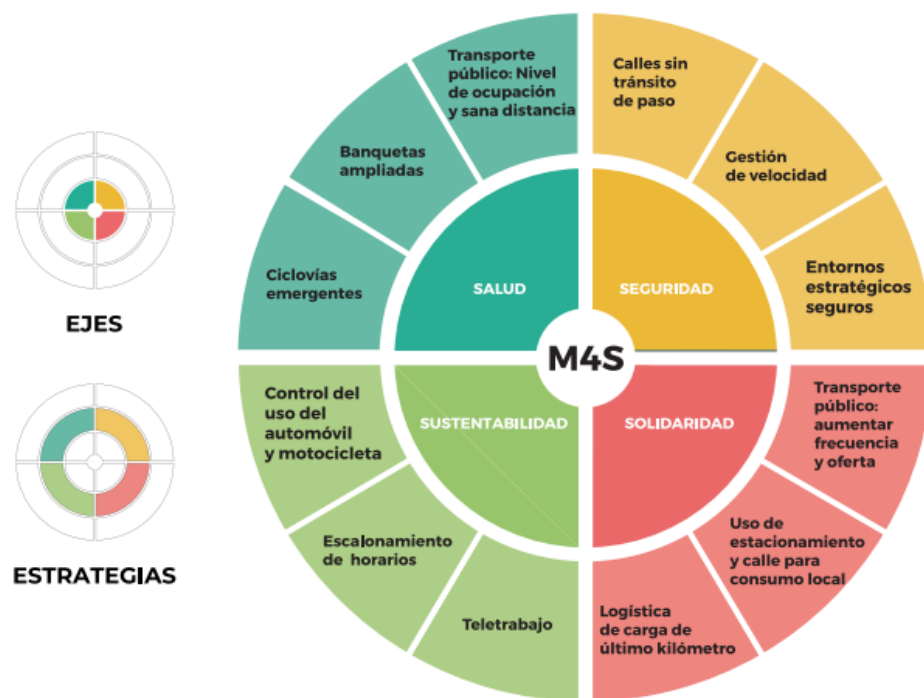 Transporte
público: Nivel
de ocupación
y sana distancia
Calles sin
tránsito
de paso
Banquetas
ampliadas
Gestión
de velocidad
Ciclovías
emergentes
Entornos
estratégicos
seguros
SALUD
SEGURIDAD
EJES
M4S
Control del
uso del
automóvil
y motocicleta
SUSTENTABILIDAD
SOLIDARIDAD
Transporte
público:
aumentar
frecuencia
y oferta
Escalonamiento
de horarios
Uso de
estacionamiento
y calle para
consumo local
ESTRATEGIAS
Teletrabajo
Logística
de carga de
último kilómetro